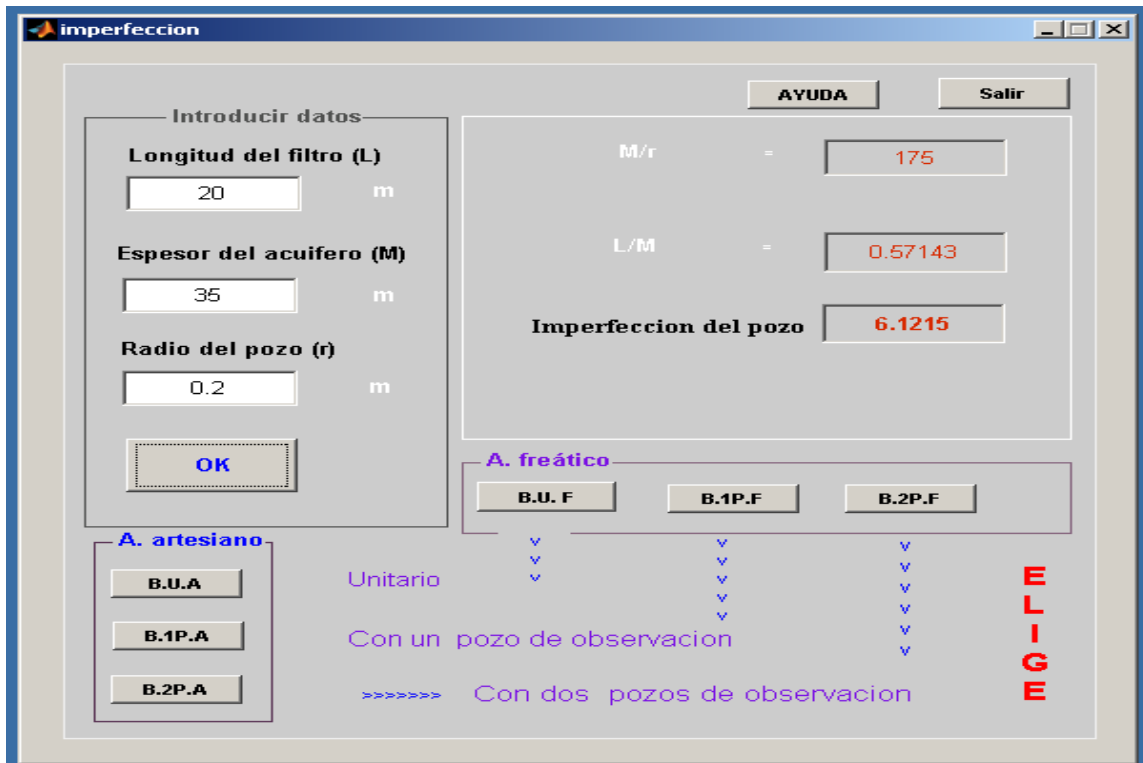 imperfeccion
AYUDA
Salir
Introducir datos
Longitud del filtro (L)
20 m
Espesor del acuifero (M)
35 m
Radio del pozo (r)
0.2 m
OK
M/r = 175
L/M = 0.57143
Imperfeccion del pozo 6.1215
A. freático
B.U. F B.1P.F B.2P.F
A. artesiano
B.U.A
B.1P.A
B.2P.A
v v v
v v v
v v v
v v
v v
v
Unitario
Con un pozo de observacion
>>>>>>> Con dos pozos de observacion
E
L
I
G
E